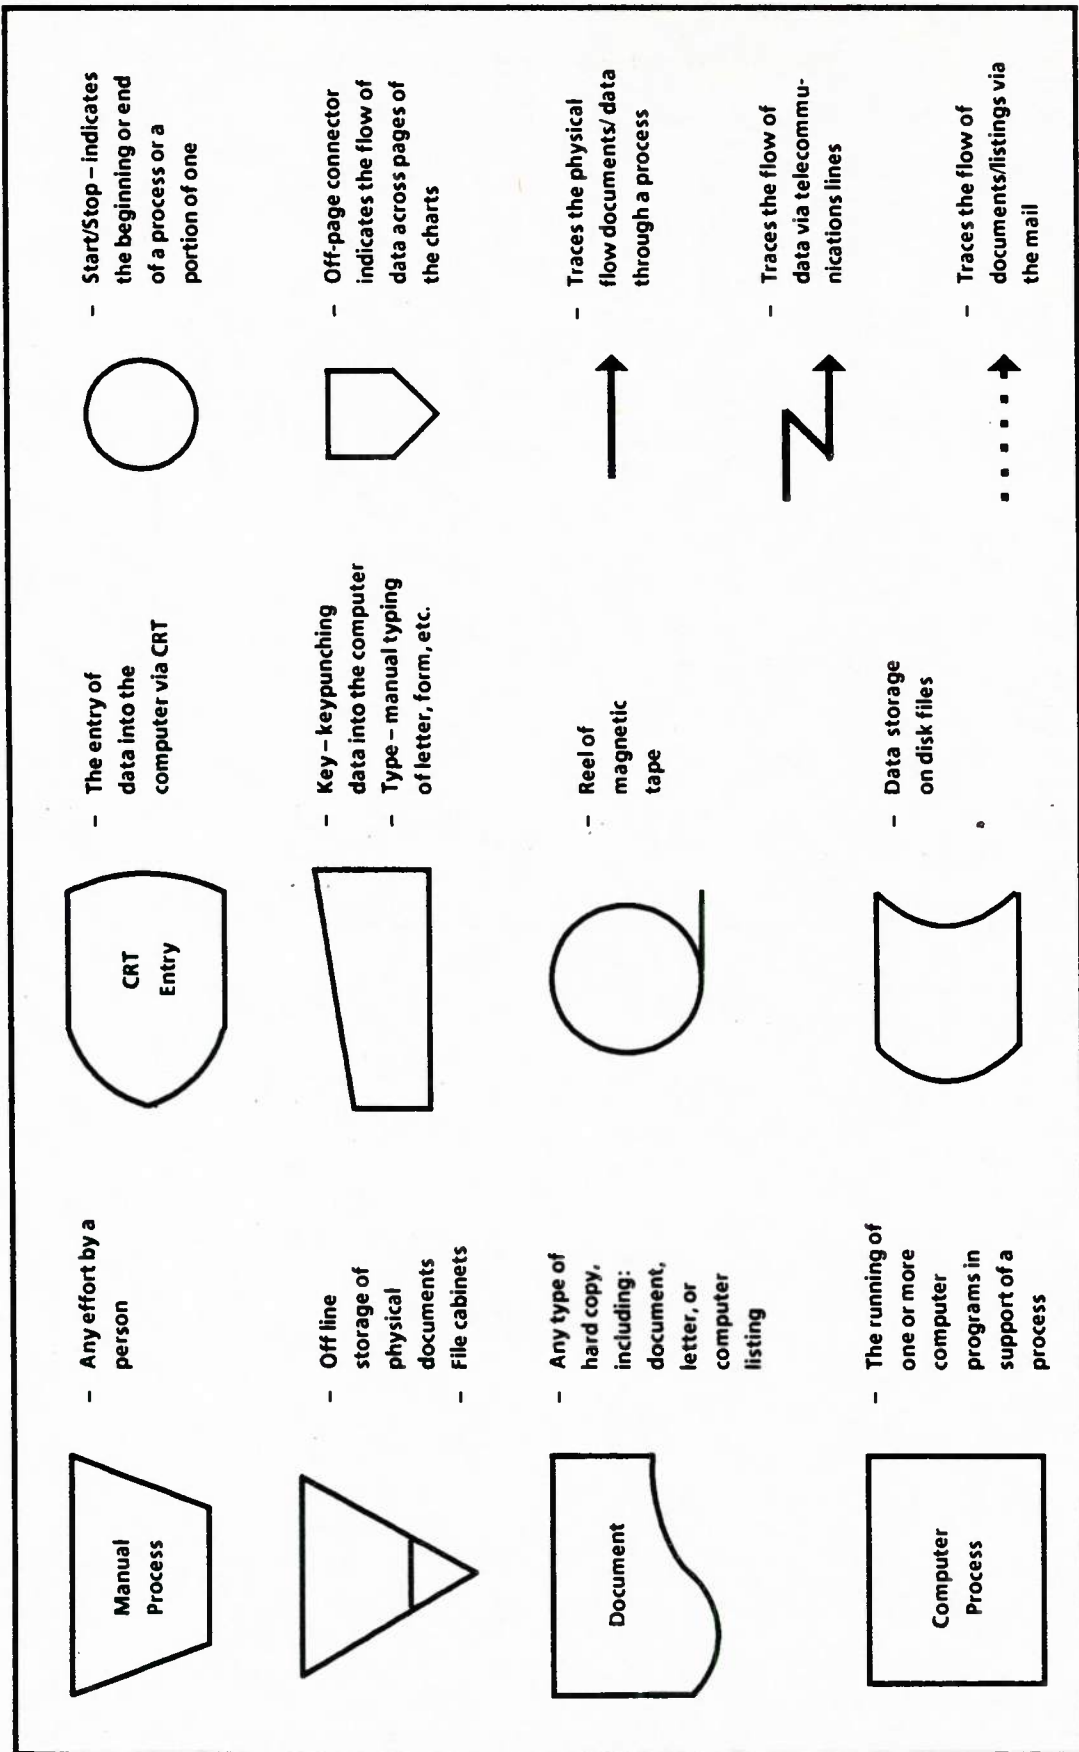 Manual
Process
– Any effort by a
person
– Off line
storage of
physical
documents
– File cabinets
Document
– Any type of
hard copy,
including:
document,
letter, or
computer
listing
Computer
Process
– The running of
one or more
computer
programs in
support of a
process
CRT
Entry
– The entry of
data into the
computer via CRT
– Key – keypunching
data into the computer
– Type – manual typing
of letter, form, etc.
– Reel of
magnetic
tape
– Data storage
on disk files
– Start/Stop – indicates
the beginning or end
of a process or a
portion of one
– Off-page connector
indicates the flow of
data across pages of
the charts
– Traces the physical
flow documents/ data
through a process
– Traces the flow of
data via telecommu-
nications lines
– Traces the flow of
documents/listings via
the mail